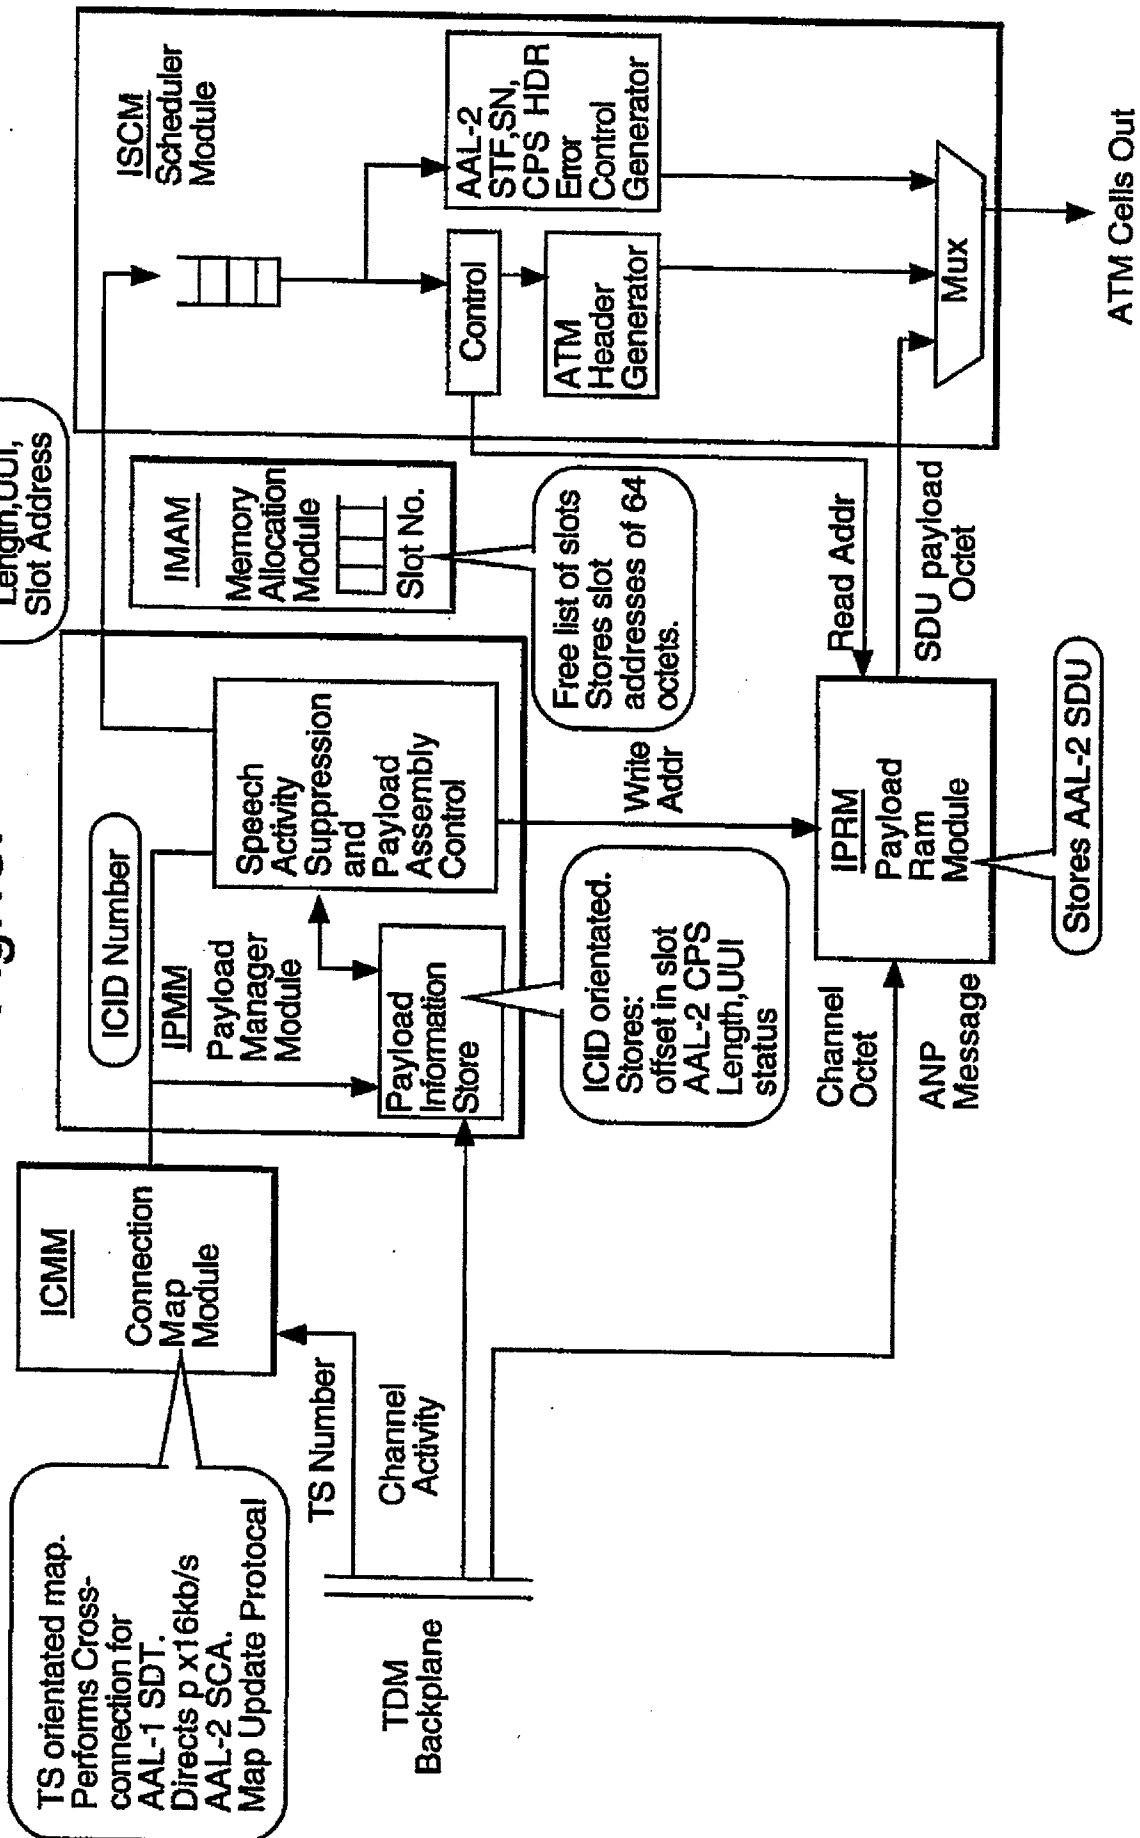 TS orientated map.
Performs Cross-
connection for
AAL-1 SDT.
Directs p x16kb/s
AAL-2 SCA.
Map Update Protocal
ICMM
Connection
Map
Module
TS Number
Channel
Activity
TDM
Backplane
ICID Number
IPMM
Payload
Manager
Module
Payload
Information
Store
Speech
Activity
Suppression
and
Payload
Assembly
Control
ICID orientated.
Stores:
offset in slot
AAL-2 CPS
Length,UUI
status
Length,UUI,
Slot Address
IMAM
Memory
Allocation
Module
Slot No.
Free list of slots
Stores slot
addresses of 64
octets.
Write
Addr
Channel
Octet
ANP
Message
IPRM
Payload
Ram
Module
Stores AAL-2 SDU
Read Addr
SDU payload
Octet
ISCM
Scheduler
Module
Control
AAL-2
STF,SN,
CPS HDR
Error
Control
Generator
ATM
Header
Generator
Mux
ATM Cells Out